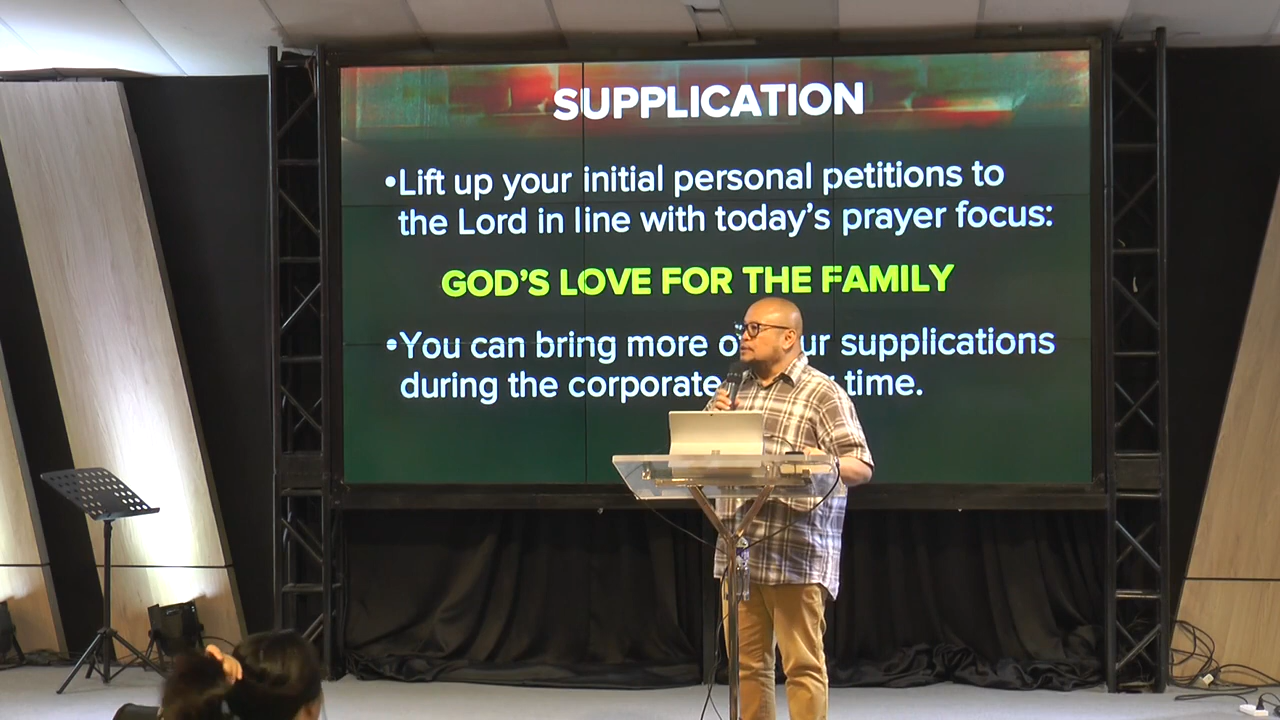 SUPPLICATION
•Lift up your initial personal petitions to
the Lord in line with today's prayer focus:
GOD'S LOVE FOR THE FAMILY
•You can bring more ur supplications
during the corporate time.